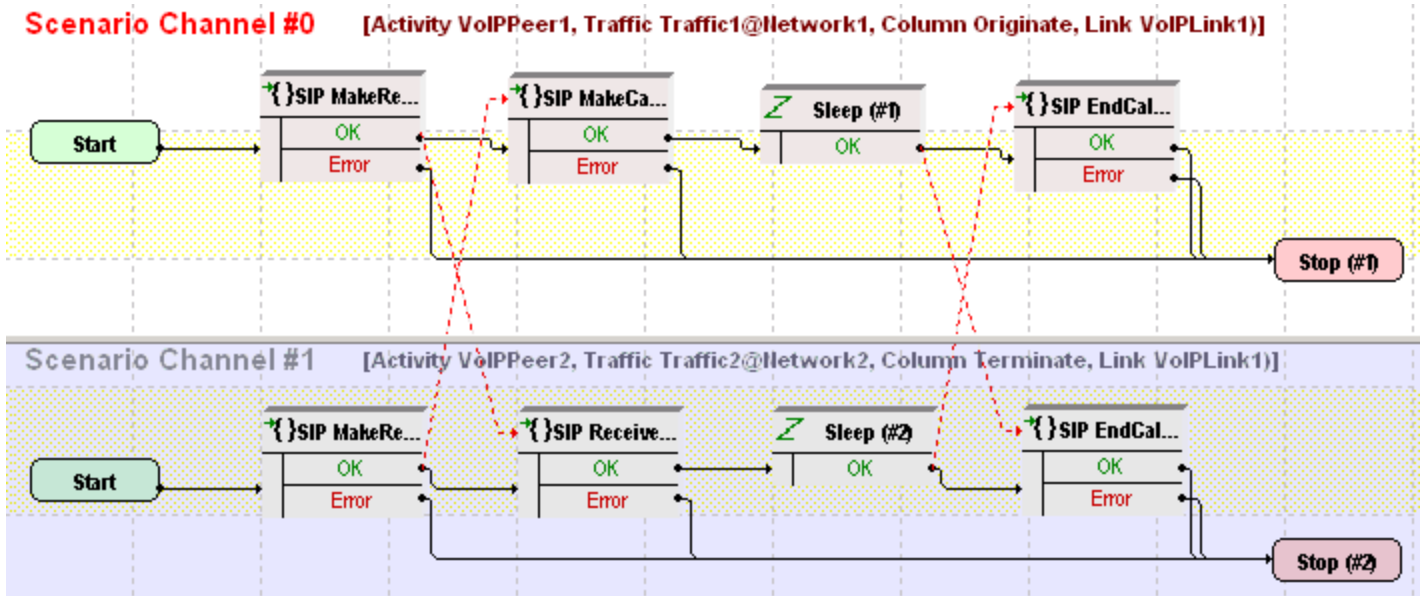 Scenario Channel #0 [Activity VoIPPeer1, Traffic Traffic1@Network1, Column Originate, Link VoIPLink1)]
Start
{ }SIP MakeRe...
OK
Error
{ }SIP MakeCa...
OK
Error
Sleep (#1)
OK
{ }SIP EndCal...
OK
Error
Stop (#1)
Scenario Channel #1 [Activity VoIPPeer2, Traffic Traffic2@Network2, Column Terminate, Link VoIPLink1)]
Start
{ }SIP MakeRe...
OK
Error
{ }SIP Receive...
OK
Error
Sleep (#2)
OK
{ }SIP EndCal...
OK
Error
Stop (#2)